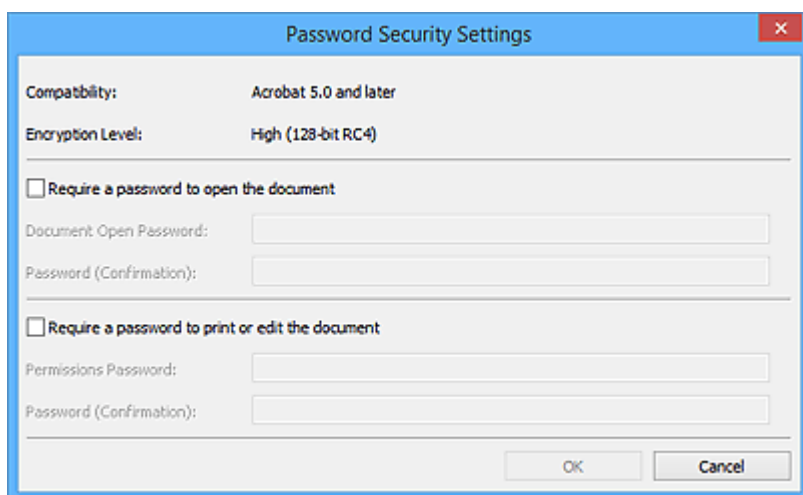 Password Security Settings
Compatibility: Acrobat 5.0 and later
Encryption Level: High (128-bit RC4)
Require a password to open the document
Document Open Password:
Password (Confirmation):
Require a password to print or edit the document
Permissions Password:
Password (Confirmation):
OK Cancel